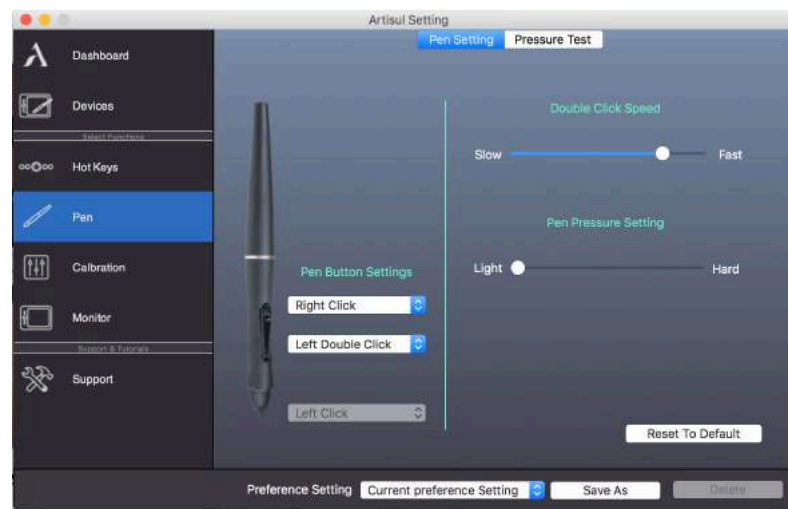 Artisul Setting
Pen Setting Pressure Test
Dashboard
Devices
Select Functions
Hot Keys
Pen
Calbration
Monitor
Support & Tutorials
Support
Double Click Speed
Slow Fast
Pen Pressure Setting
Light Hard
Pen Button Settings
Right Click
Left Double Click
Left Click
Reset To Default
Preference Setting Current preference Setting Save As Delete